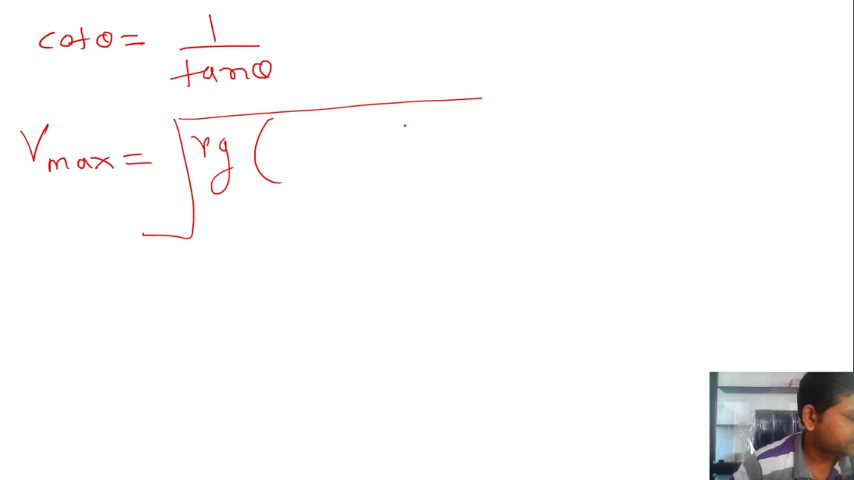 cotθ = 1/tanθ
Vmax = √rg (